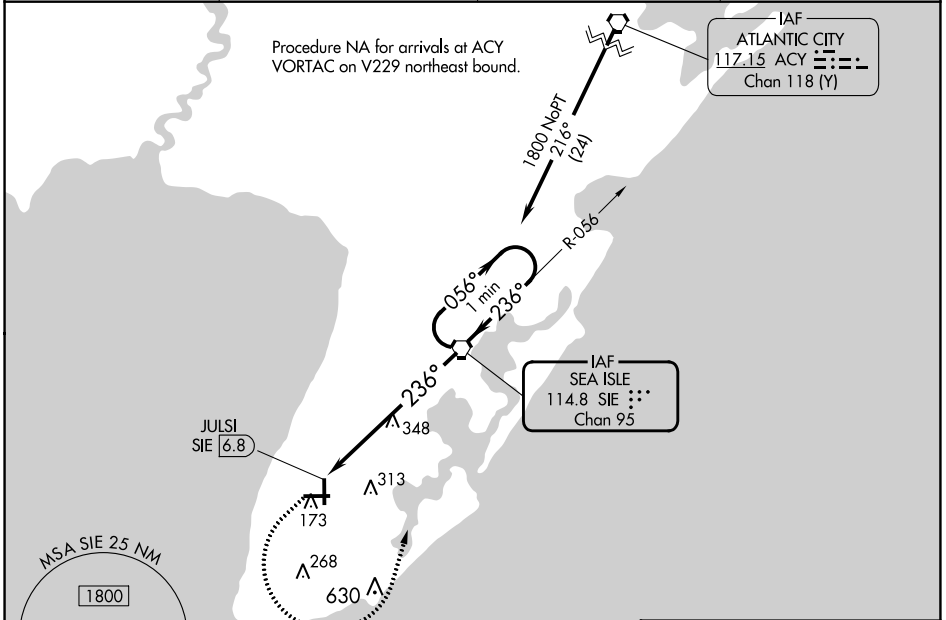 Procedure NA for arrivals at ACY
VORTAC on V229 northeast bound.
IAF
ATLANTIC CITY
117.15 ACY
Chan 118 (Y)
1800 NoPT
216°
(24)
R-056
056°
1 min
236°
236°
IAF
SEA ISLE
114.8 SIE
Chan 95
JULSI
SIE 6.8
348
313
173
268
630
MSA SIE 25 NM
1800